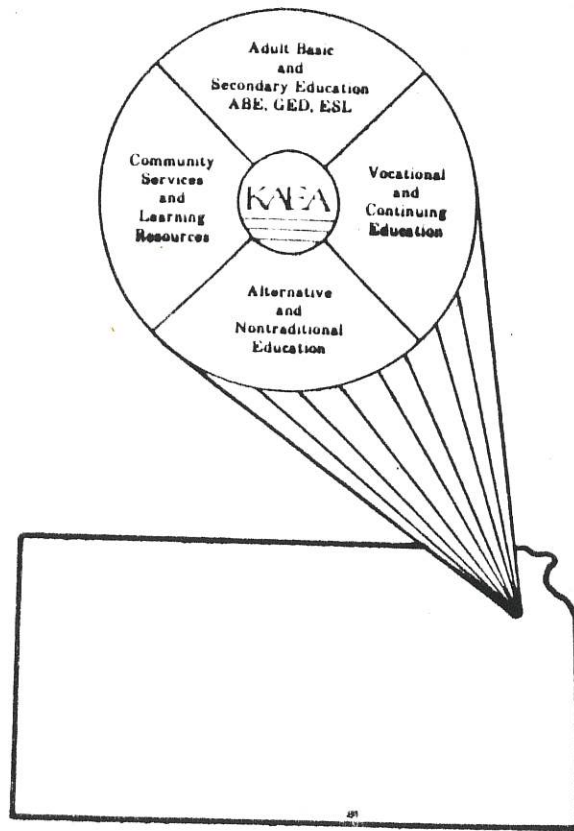 Adult Basic
and
Secondary Education
ABE, GED, ESL
Community
Services
and
Learning
Resources
KAEA
Vocational
and
Continuing
Education
Alternative
and
Nontraditional
Education